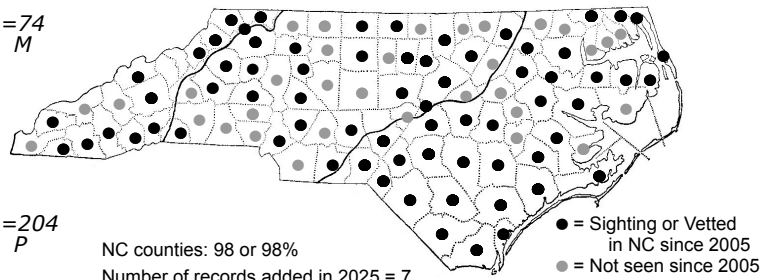 =74
M
=204
P
NC counties: 98 or 98%
Number of records added in 2025 = 7
= Sighting or Vetted
in NC since 2005
= Not seen since 2005